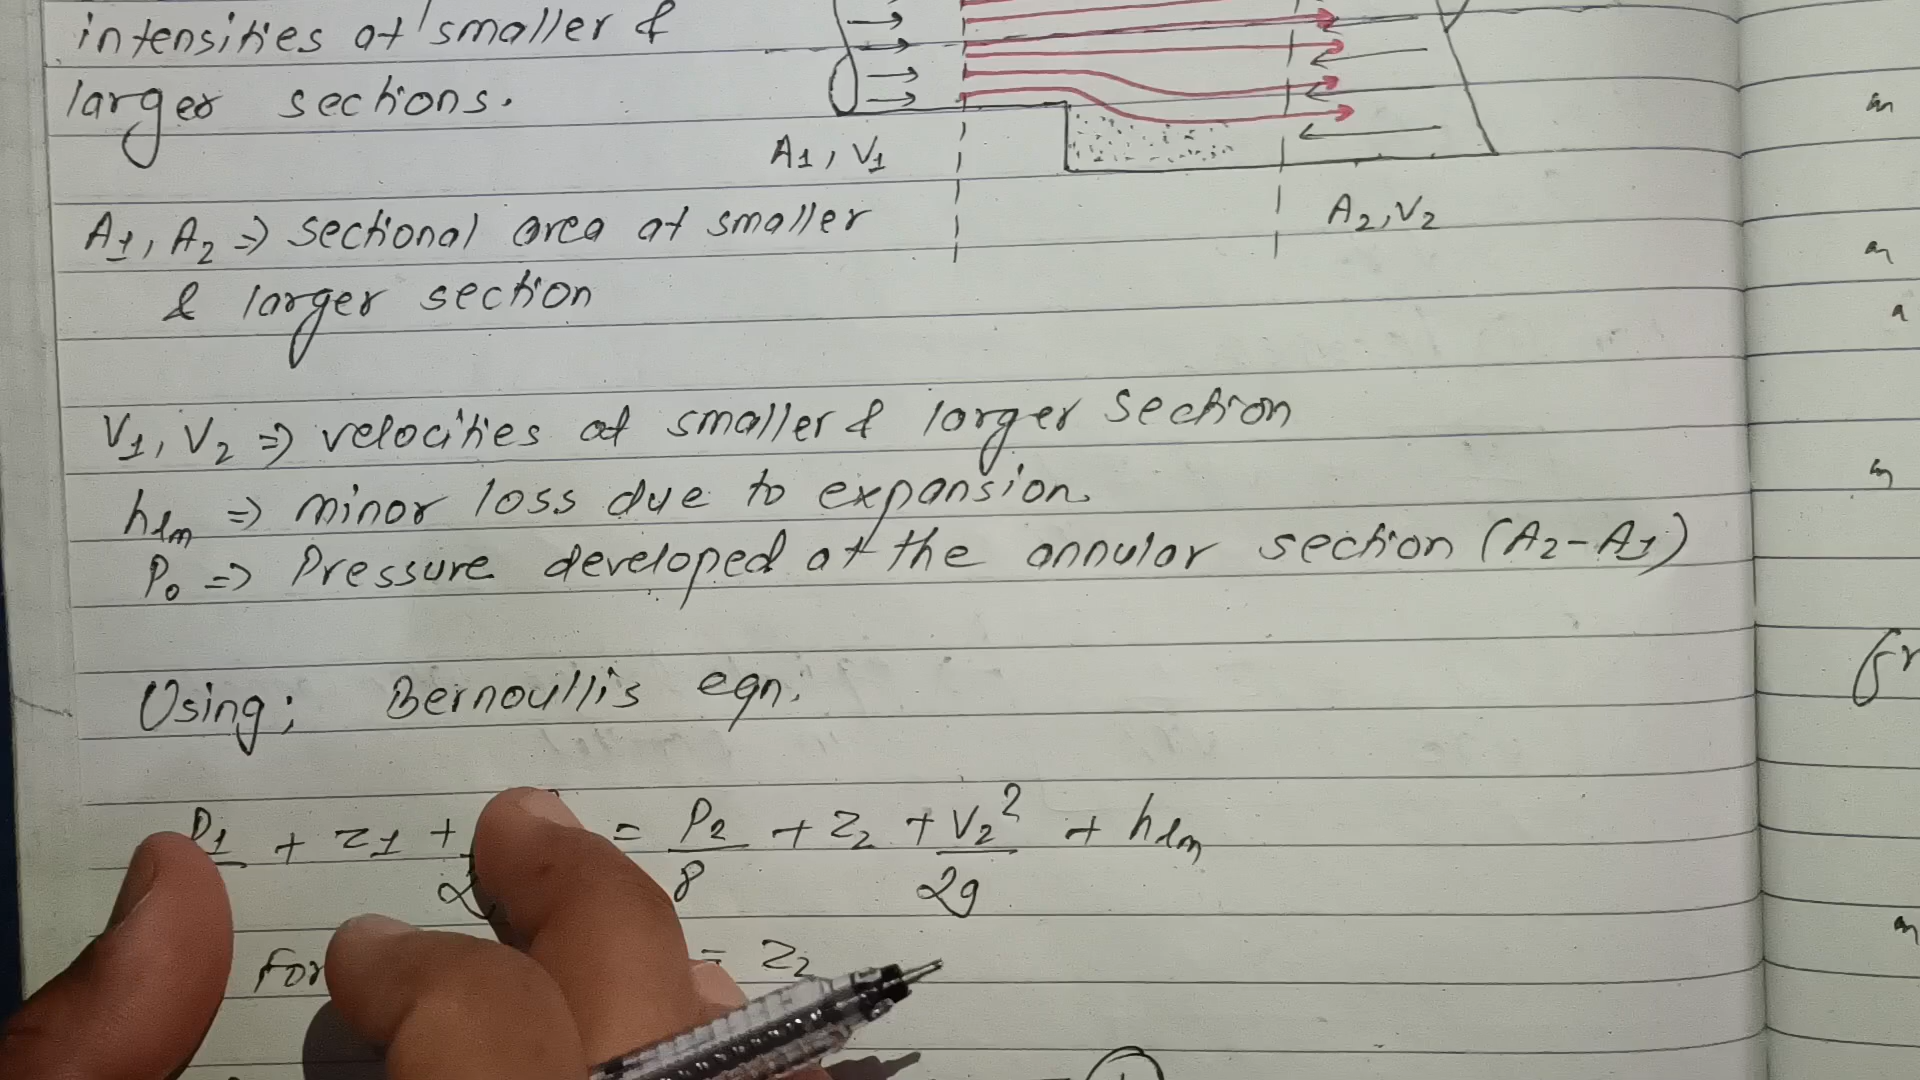 intensities at smaller &
larger sections.
A1, V1
A2, V2
A1, A2 => sectional area at smaller
& larger section
V1, V2 => velocities at smaller & larger section
hlm => minor loss due to expansion.
P0 => Pressure developed at the annular section (A2-A1)
Using; Bernoullis eqn.
P1 + z1 + = P2/γ + z2 + V2²/2g + hlm
For = z2